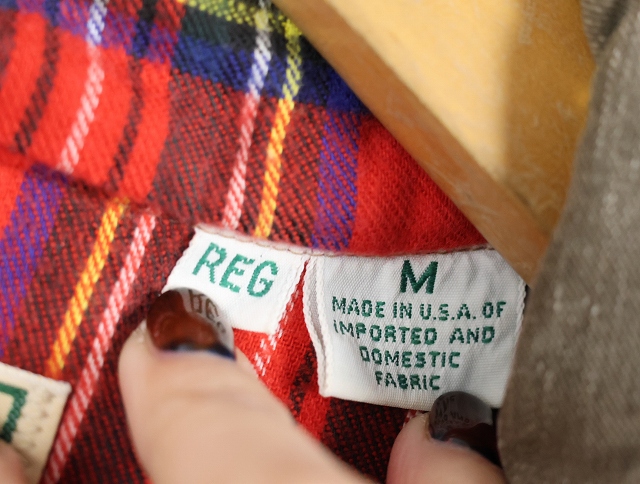 REG
M
MADE IN U.S.A. OF
IMPORTED AND
DOMESTIC
FABRIC